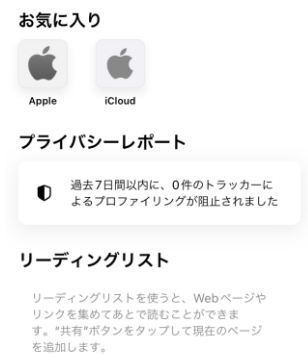 お気に入り
Apple
iCloud
プライバシーレポート
過去7日間以内に、0件のトラッカーに
よるプロファイリングが阻止されました
リーディングリスト
リーディングリストを使うと、Webページや
リンクを集めてあとで読むことができま
す。“共有”ボタンをタップして現在のページ
を追加します。